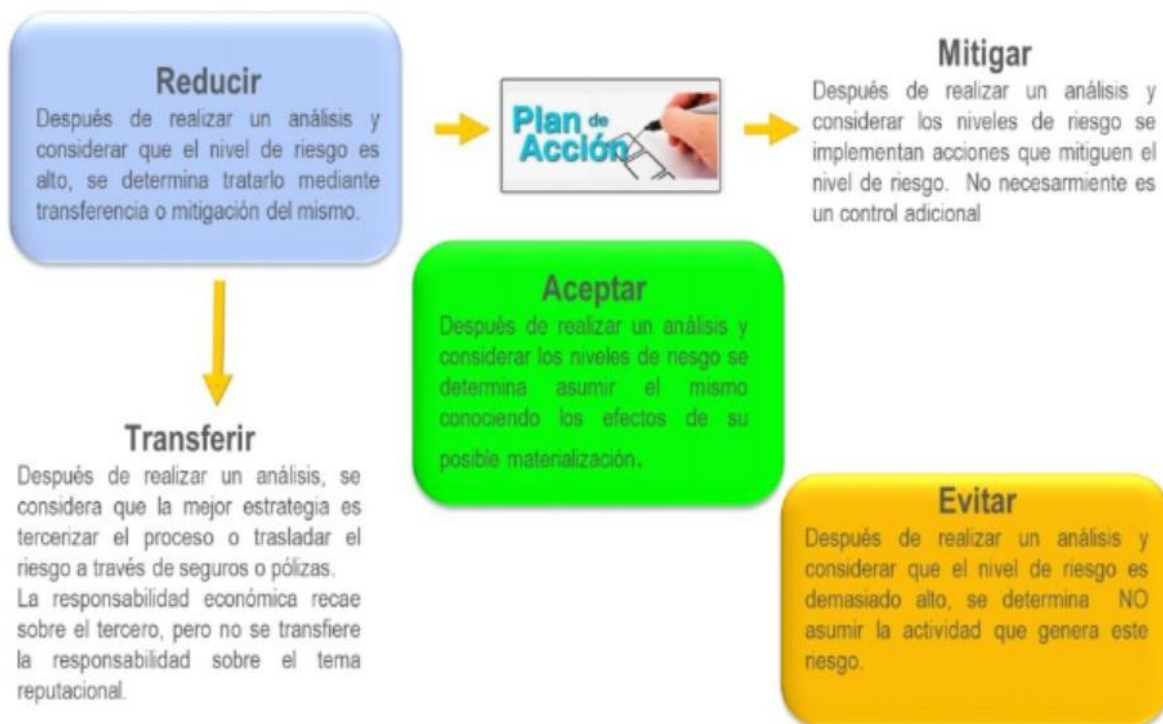 Reducir
Después de realizar un análisis y
considerar que el nivel de riesgo es
alto, se determina tratarlo mediante
transferencia o mitigación del mismo.
Plan de
Acción
Mitigar
Después de realizar un análisis y
considerar los niveles de riesgo se
implementan acciones que mitiguen el
nivel de riesgo. No necesarmiente es
un control adicional
Aceptar
Después de realizar un análisis y
considerar los niveles de riesgo se
determina asumir el mismo
conociendo los efectos de su
posible materialización.
Transferir
Después de realizar un análisis, se
considera que la mejor estrategia es
tercerizar el proceso o trasladar el
riesgo a través de seguros o pólizas.
La responsabilidad económica recae
sobre el tercero, pero no se transfiere
la responsabilidad sobre el tema
reputacional.
Evitar
Después de realizar un análisis y
considerar que el nivel de riesgo es
demasiado alto, se determina NO
asumir la actividad que genera este
riesgo.